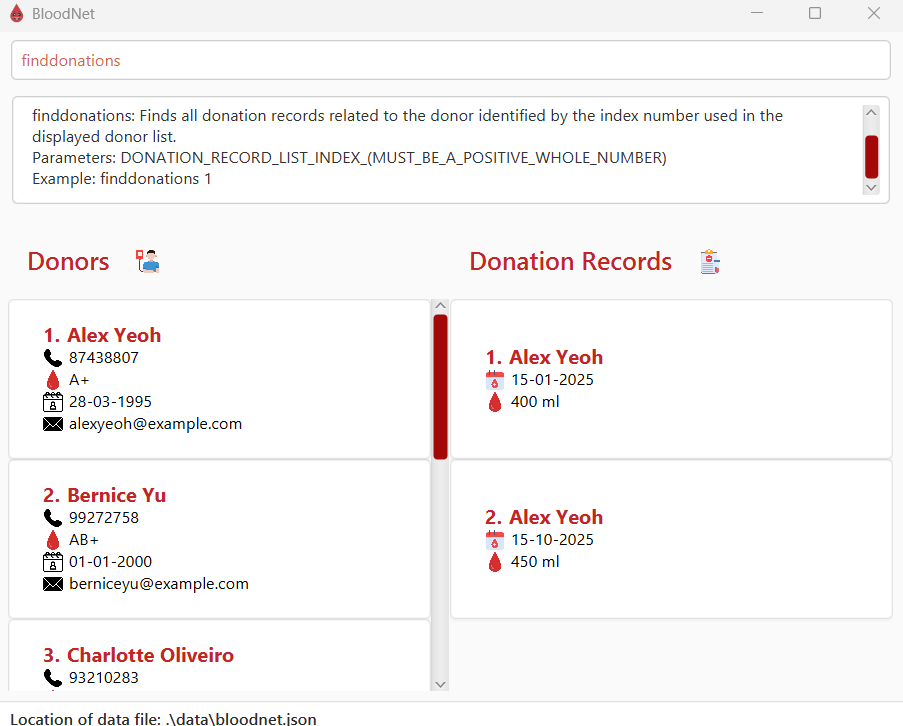 BloodNet
finddonations
finddonations: Finds all donation records related to the donor identified by the index number used in the
displayed donor list.
Parameters: DONATION_RECORD_LIST_INDEX_(MUST_BE_A_POSITIVE_WHOLE_NUMBER)
Example: finddonations 1
Donors
1. Alex Yeoh
87438807
A+
28-03-1995
alexyeoh@example.com
2. Bernice Yu
99272758
AB+
01-01-2000
berniceyu@example.com
3. Charlotte Oliveiro
93210283
Donation Records
1. Alex Yeoh
15-01-2025
400 ml
2. Alex Yeoh
15-10-2025
450 ml
Location of data file: .\data\bloodnet.json